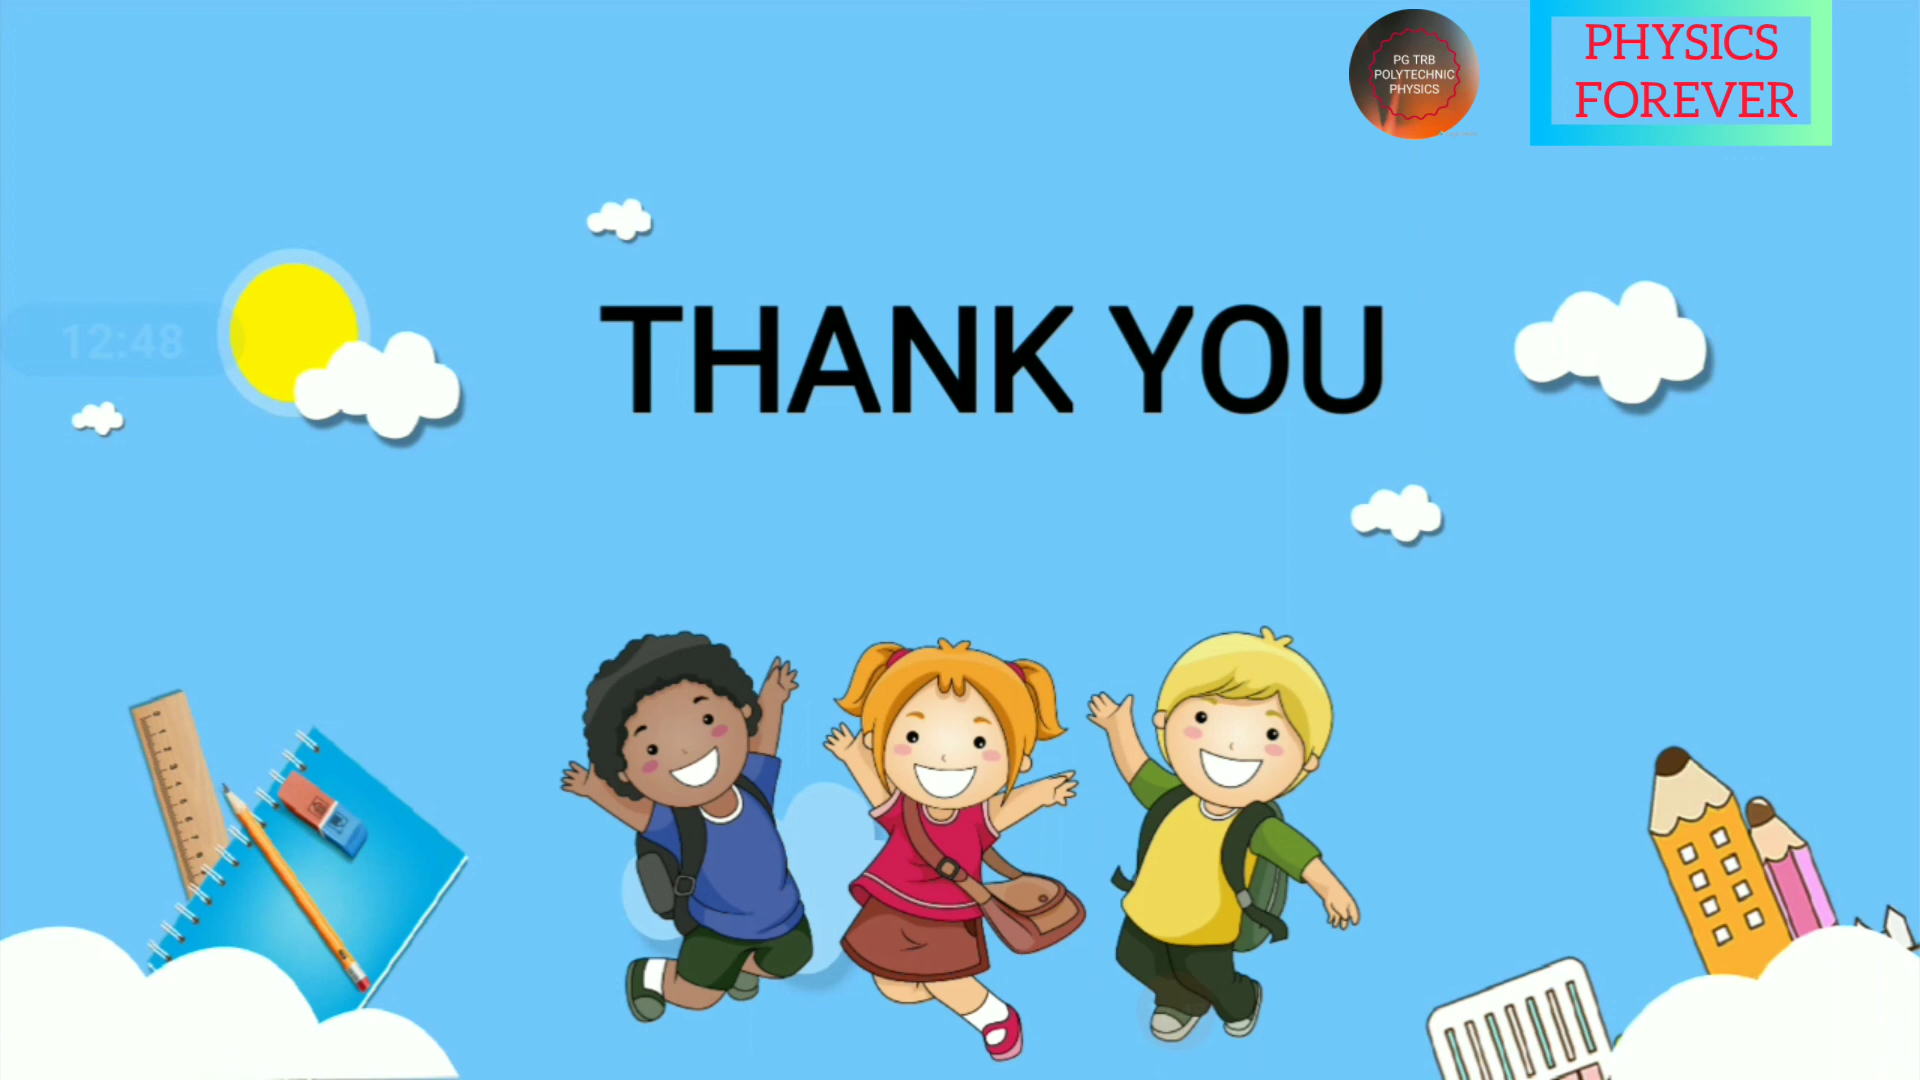 PG TRB
POLYTECHNIC
PHYSICS
PHYSICS
FOREVER
12:48
THANK YOU